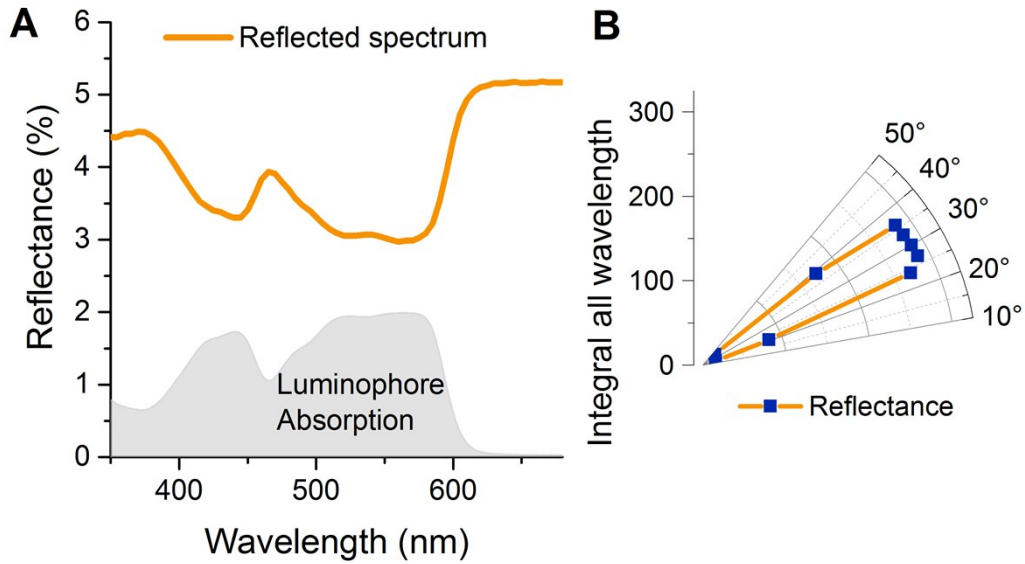 A
Reflected spectrum
6
5
4
3
2
1
0
Reflectance (%)
Luminophore
Absorption
400
500
600
Wavelength (nm)
B
300
200
100
0
Integral all wavelength
50°
40°
30°
20°
10°
Reflectance